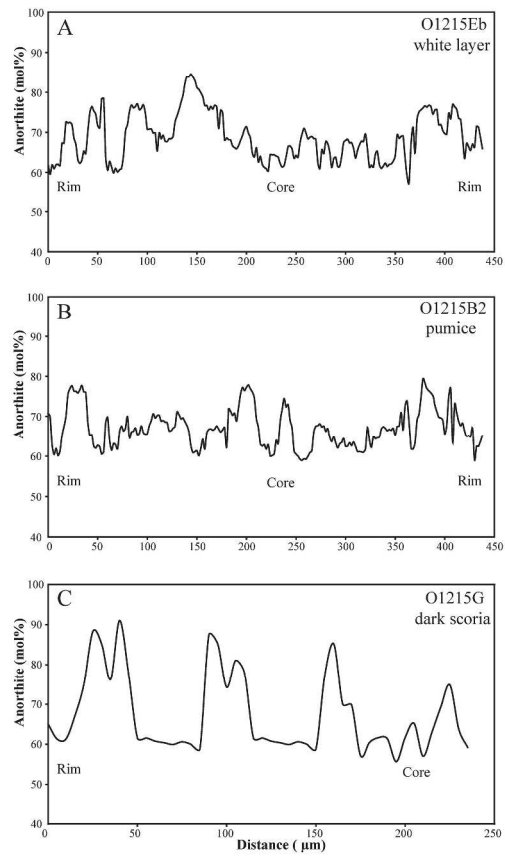 A
O1215Eb
white layer
Anorthite (mol%)
100
90
80
70
60
50
40
Rim
Core
Rim
0
50
100
150
200
250
300
350
400
450
B
O1215B2
pumice
Anorthite (mol%)
100
90
80
70
60
50
40
Rim
Core
Rim
0
50
100
150
200
250
300
350
400
450
C
O1215G
dark scoria
Anorthite (mol%)
100
90
80
70
60
50
40
Rim
Core
0
50
100
150
200
250
Distance ( µm)